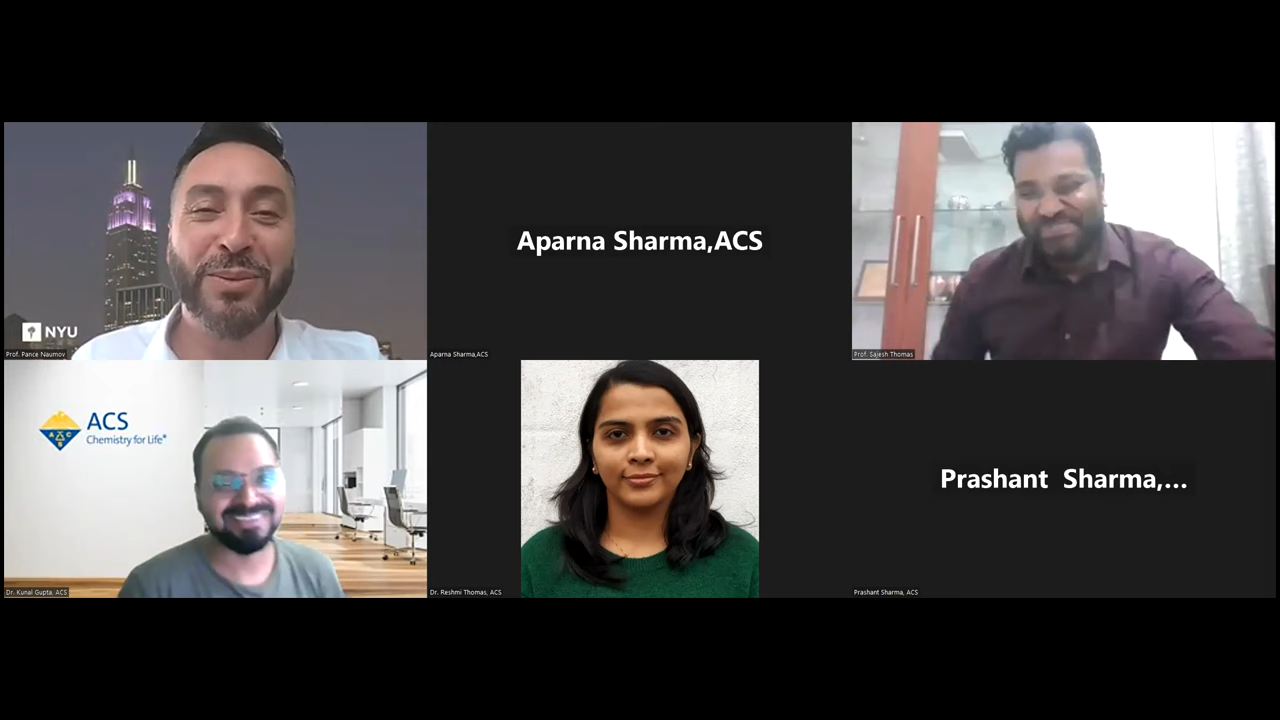 NYU
Prof. Pance Naumov
Aparna Sharma,ACS
Aparna Sharma,ACS
Prof. Sajesh Thomas
ACS
Chemistry for Life®
A C S
Dr. Kunal Gupta, ACS
Dr. Reshmi Thomas, ACS
Prashant Sharma,...
Prashant Sharma, ACS